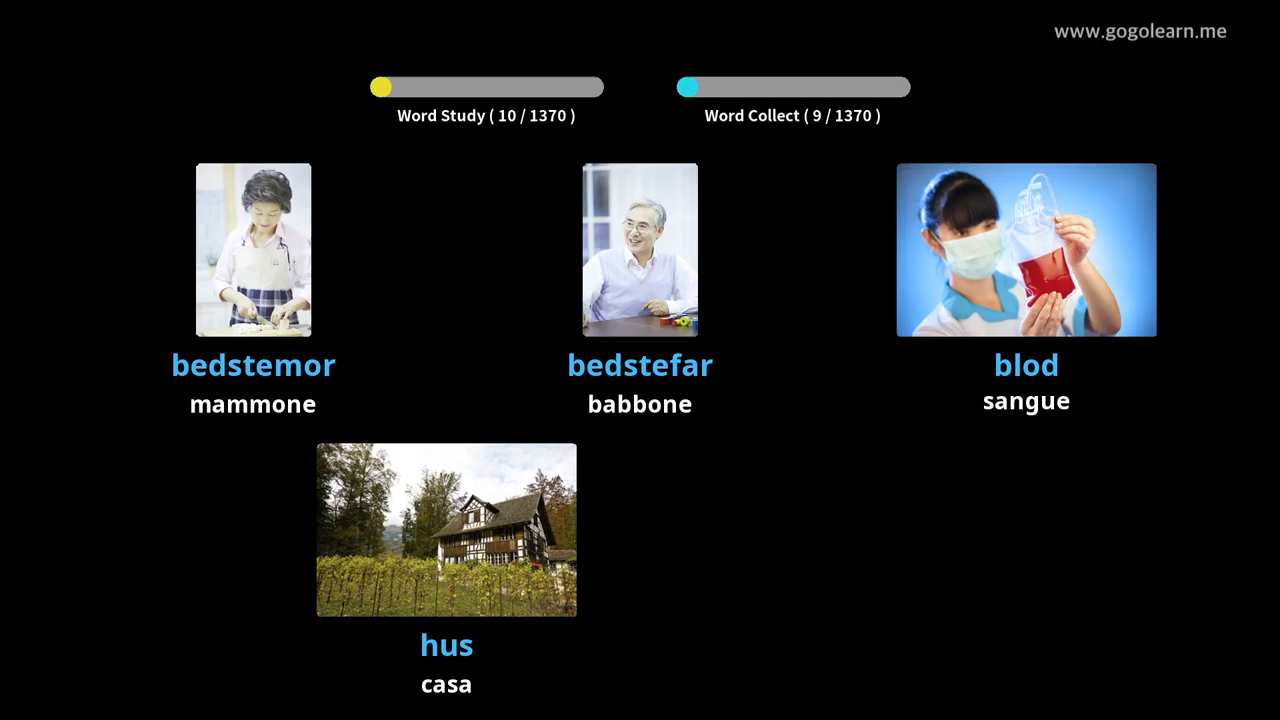 www.gogolearn.me
Word Study ( 10 / 1370 )
Word Collect ( 9 / 1370 )
bedstemor
mammone
bedstefar
babbone
blod
sangue
hus
casa